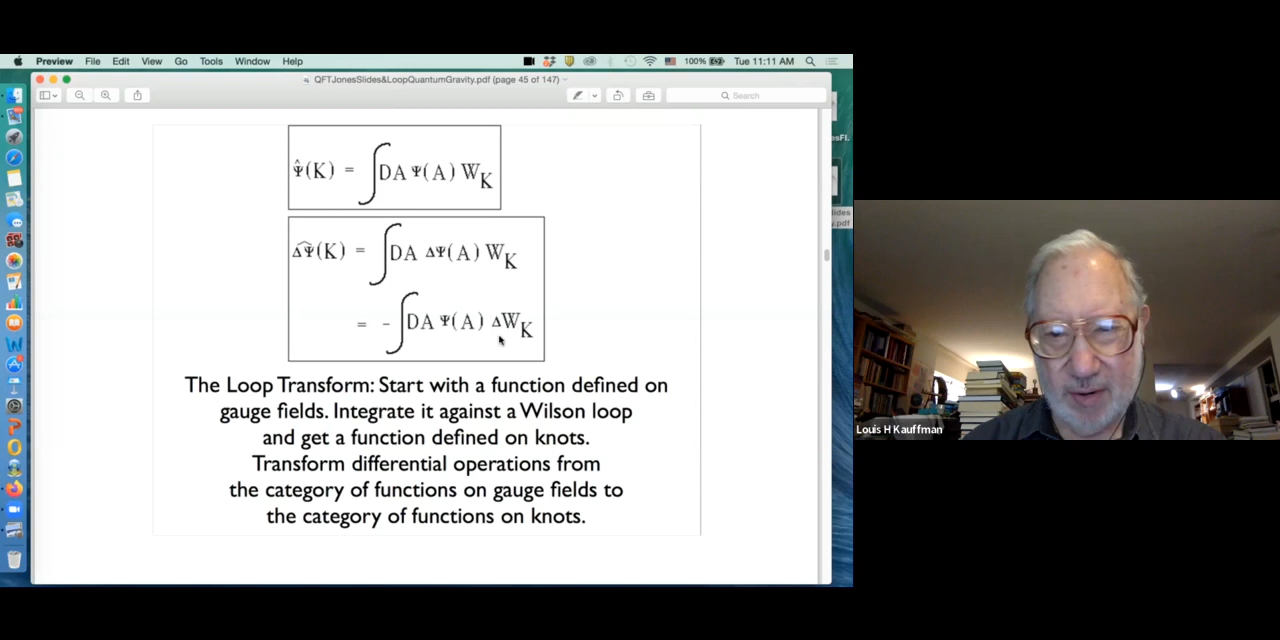 Preview File Edit View Go Tools Window Help
100% Tue 11:11 AM
QFTJonesSlides&LoopQuantumGravity.pdf (page 45 of 147)
Search
Ψ̂(K) = ∫DA Ψ(A) W_K
\widehat{ΔΨ}(K) = ∫DA ΔΨ(A) W_K
= - ∫DA Ψ(A) ΔW_K
The Loop Transform: Start with a function defined on
gauge fields. Integrate it against a Wilson loop
and get a function defined on knots.
Transform differential operations from
the category of functions on gauge fields to
the category of functions on knots.
Louis H Kauffman